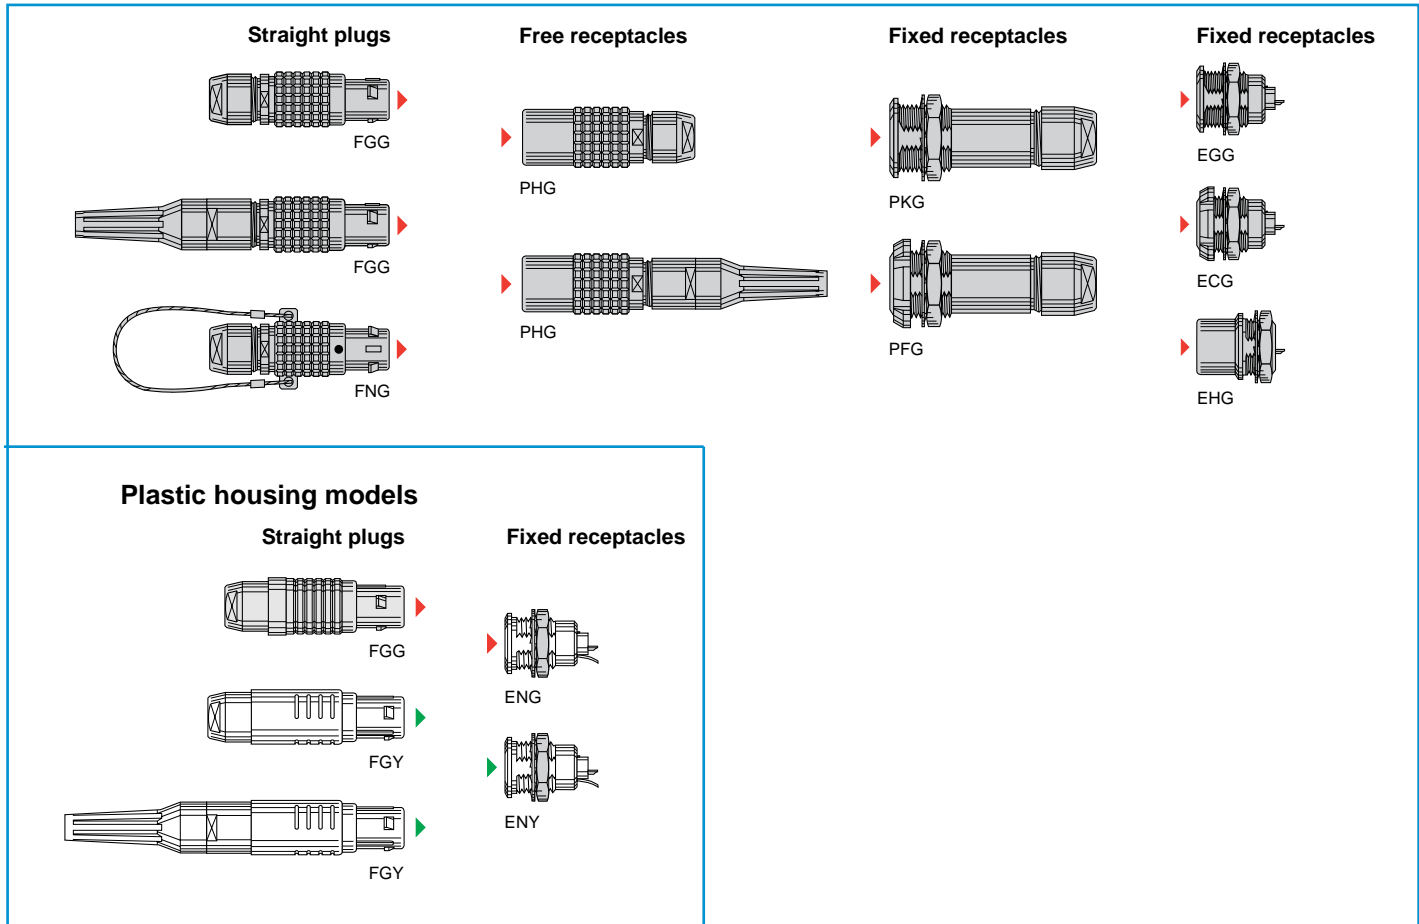 Straight plugs
FGG
FGG
FNG
Free receptacles
PHG
PHG
Fixed receptacles
PKG
PFG
Fixed receptacles
EGG
ECG
EHG
Plastic housing models
Straight plugs
FGG
FGY
FGY
Fixed receptacles
ENG
ENY